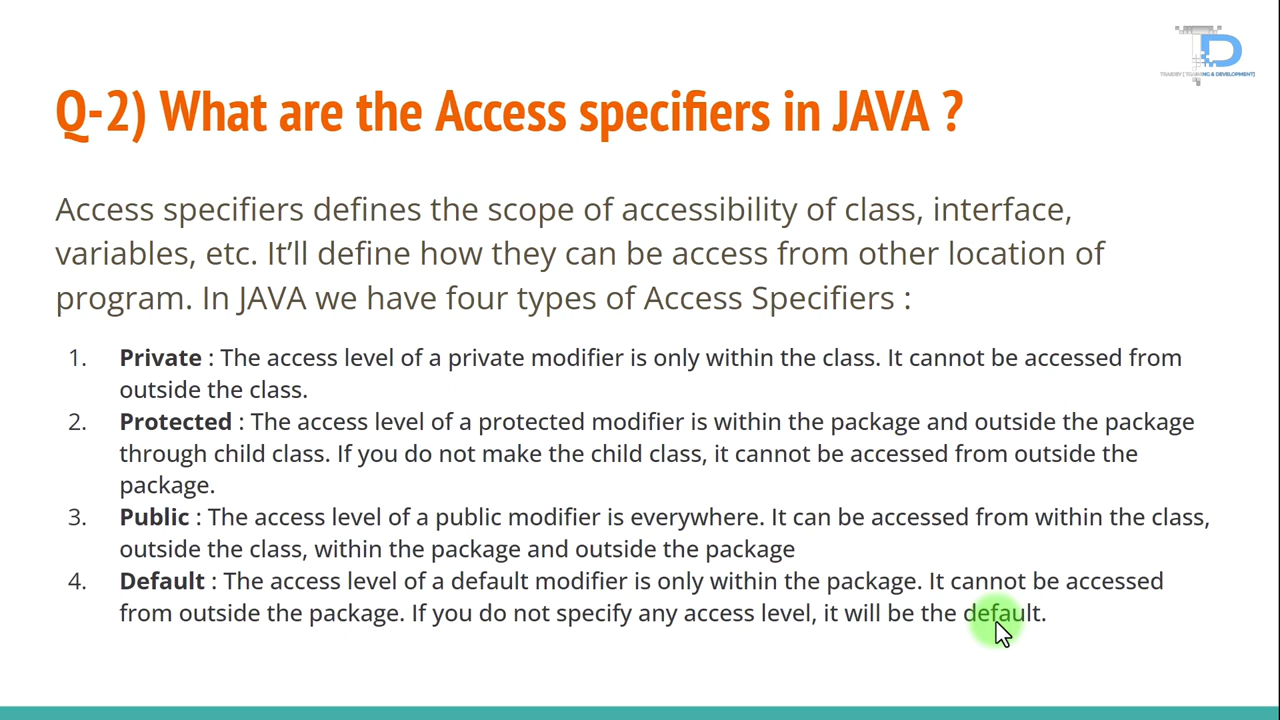 Q-2) What are the Access specifiers in JAVA ?
Access specifiers defines the scope of accessibility of class, interface,
variables, etc. It’ll define how they can be access from other location of
program. In JAVA we have four types of Access Specifiers :
1. Private : The access level of a private modifier is only within the class. It cannot be accessed from
outside the class.
2. Protected : The access level of a protected modifier is within the package and outside the package
through child class. If you do not make the child class, it cannot be accessed from outside the
package.
3. Public : The access level of a public modifier is everywhere. It can be accessed from within the class,
outside the class, within the package and outside the package
4. Default : The access level of a default modifier is only within the package. It cannot be accessed
from outside the package. If you do not specify any access level, it will be the default.